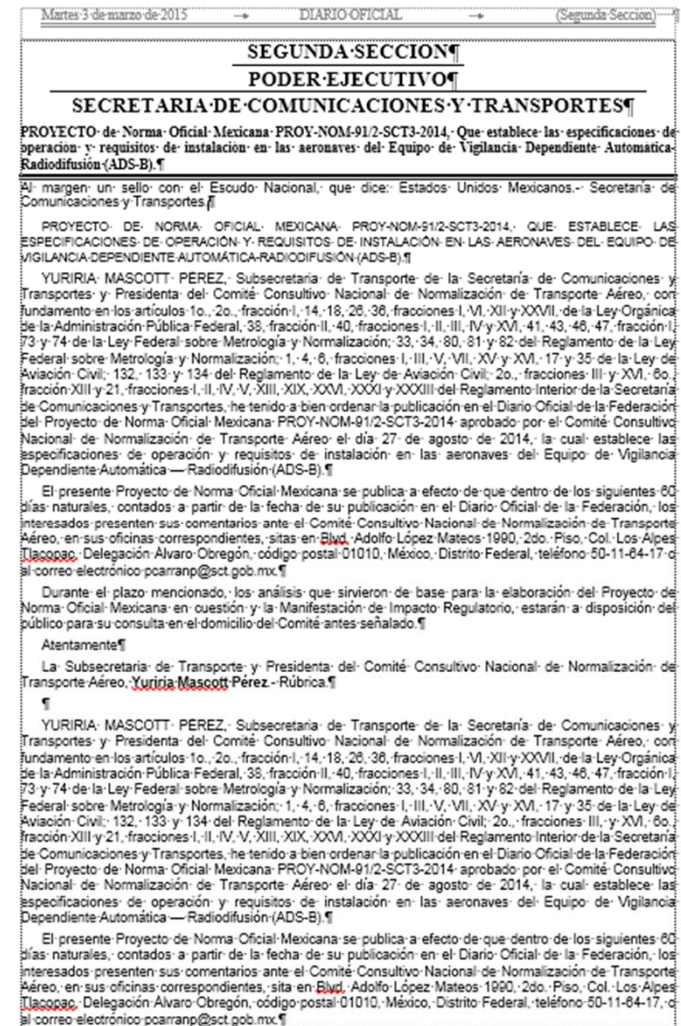 Martes 3 de marzo de 2015 DIARIO OFICIAL (Segunda Seccion)
SEGUNDA SECCION
PODER EJECUTIVO
SECRETARIA DE COMUNICACIONES Y TRANSPORTES
PROYECTO de Norma Oficial Mexicana PROY-NOM-91/2-SCT3-2014, Que establece las especificaciones de
operación y requisitos de instalación en las aeronaves del Equipo de Vigilancia Dependiente Automática-
Radiodifusión (ADS-B).
Al margen un sello con el Escudo Nacional, que dice: Estados Unidos Mexicanos.- Secretaría de
Comunicaciones y Transportes.
PROYECTO DE NORMA OFICIAL MEXICANA PROY-NOM-91/2-SCT3-2014, QUE ESTABLECE LAS
ESPECIFICACIONES DE OPERACIÓN Y REQUISITOS DE INSTALACIÓN EN LAS AERONAVES DEL EQUIPO DE
VIGILANCIA DEPENDIENTE AUTOMÁTICA-RADIODIFUSIÓN (ADS-B).
YURIRIA MASCOTT PÉREZ, Subsecretaria de Transporte de la Secretaría de Comunicaciones y
Transportes y Presidenta del Comité Consultivo Nacional de Normalización de Transporte Aéreo, con
fundamento en los artículos 1o., 2o., fracción I, 14, 18, 26, 36, fracciones I, VI, XII y XXVII, de la Ley Orgánica
de la Administración Pública Federal, 38, fracción II, 40, fracciones I, II, III, IV y XVI, 41, 43, 46, 47, fracción I,
73 y 74 de la Ley Federal sobre Metrología y Normalización; 33, 34, 80, 81 y 82 del Reglamento de la Ley
Federal sobre Metrología y Normalización; 1, 4, 6, fracciones I, III, V, VII, XV y XVI, 17 y 35 de la Ley de
Aviación Civil; 132, 133 y 134 del Reglamento de la Ley de Aviación Civil; 2o., fracciones III y XVI, 6o.,
fracción XIII y 21, fracciones I, II, IV, V, XIII, XIX, XXVI, XXXI y XXXIII del Reglamento Interior de la Secretaría
de Comunicaciones y Transportes, he tenido a bien ordenar la publicación en el Diario Oficial de la Federación
del Proyecto de Norma Oficial Mexicana PROY-NOM-91/2-SCT3-2014 aprobado por el Comité Consultivo
Nacional de Normalización de Transporte Aéreo el día 27 de agosto de 2014, la cual establece las
especificaciones de operación y requisitos de instalación en las aeronaves del Equipo de Vigilancia
Dependiente Automática — Radiodifusión (ADS-B).
El presente Proyecto de Norma Oficial Mexicana se publica a efecto de que dentro de los siguientes 60
días naturales, contados a partir de la fecha de su publicación en el Diario Oficial de la Federación, los
interesados presenten sus comentarios ante el Comité Consultivo Nacional de Normalización de Transporte
Aéreo, en sus oficinas correspondientes, sitas en Blvd. Adolfo López Mateos 1990, 2do. Piso, Col. Los Alpes
Tlacopac, Delegación Álvaro Obregón, código postal 01010, México, Distrito Federal, teléfono 50-11-64-17 o
al correo electrónico pcarranp@sct.gob.mx.
Durante el plazo mencionado, los análisis que sirvieron de base para la elaboración del Proyecto de
Norma Oficial Mexicana en cuestión y la Manifestación de Impacto Regulatorio, estarán a disposición del
público para su consulta en el domicilio del Comité antes señalado.
Atentamente
La Subsecretaria de Transporte y Presidenta del Comité Consultivo Nacional de Normalización de
Transporte Aéreo, Yuriria Mascott Pérez.- Rúbrica.
YURIRIA MASCOTT PÉREZ, Subsecretaria de Transporte de la Secretaría de Comunicaciones y
Transportes y Presidenta del Comité Consultivo Nacional de Normalización de Transporte Aéreo, con
fundamento en los artículos 1o., 2o., fracción I, 14, 18, 26, 36, fracciones I, VI, XII y XXVII, de la Ley Orgánica
de la Administración Pública Federal, 38, fracción II, 40, fracciones I, II, III, IV y XVI, 41, 43, 46, 47, fracción I,
73 y 74 de la Ley Federal sobre Metrología y Normalización; 33, 34, 80, 81 y 82 del Reglamento de la Ley
Federal sobre Metrología y Normalización; 1, 4, 6, fracciones I, III, V, VII, XV y XVI, 17 y 35 de la Ley de
Aviación Civil; 132, 133 y 134 del Reglamento de la Ley de Aviación Civil; 2o., fracciones III, y XVI, 6o.,
fracción XIII y 21, fracciones I, II, IV, V, XIII, XIX, XXVI, XXXI y XXXIII del Reglamento Interior de la Secretaría
de Comunicaciones y Transportes, he tenido a bien ordenar la publicación en el Diario Oficial de la Federación
del Proyecto de Norma Oficial Mexicana PROY-NOM-91/2-SCT3-2014 aprobado por el Comité Consultivo
Nacional de Normalización de Transporte Aéreo el día 27 de agosto de 2014, la cual establece las
especificaciones de operación y requisitos de instalación en las aeronaves del Equipo de Vigilancia
Dependiente Automática — Radiodifusión (ADS-B).
El presente Proyecto de Norma Oficial Mexicana se publica a efecto de que dentro de los siguientes 60
días naturales, contados a partir de la fecha de su publicación en el Diario Oficial de la Federación, los
interesados presenten sus comentarios ante el Comité Consultivo Nacional de Normalización de Transporte
Aéreo, en sus oficinas correspondientes, sita en Blvd. Adolfo López Mateos 1990, 2do. Piso, Col. Los Alpes
Tlacopac, Delegación Álvaro Obregón, código postal 01010, México, Distrito Federal, teléfono 50-11-64-17, o
al correo electrónico pcarranp@sct.gob.mx.